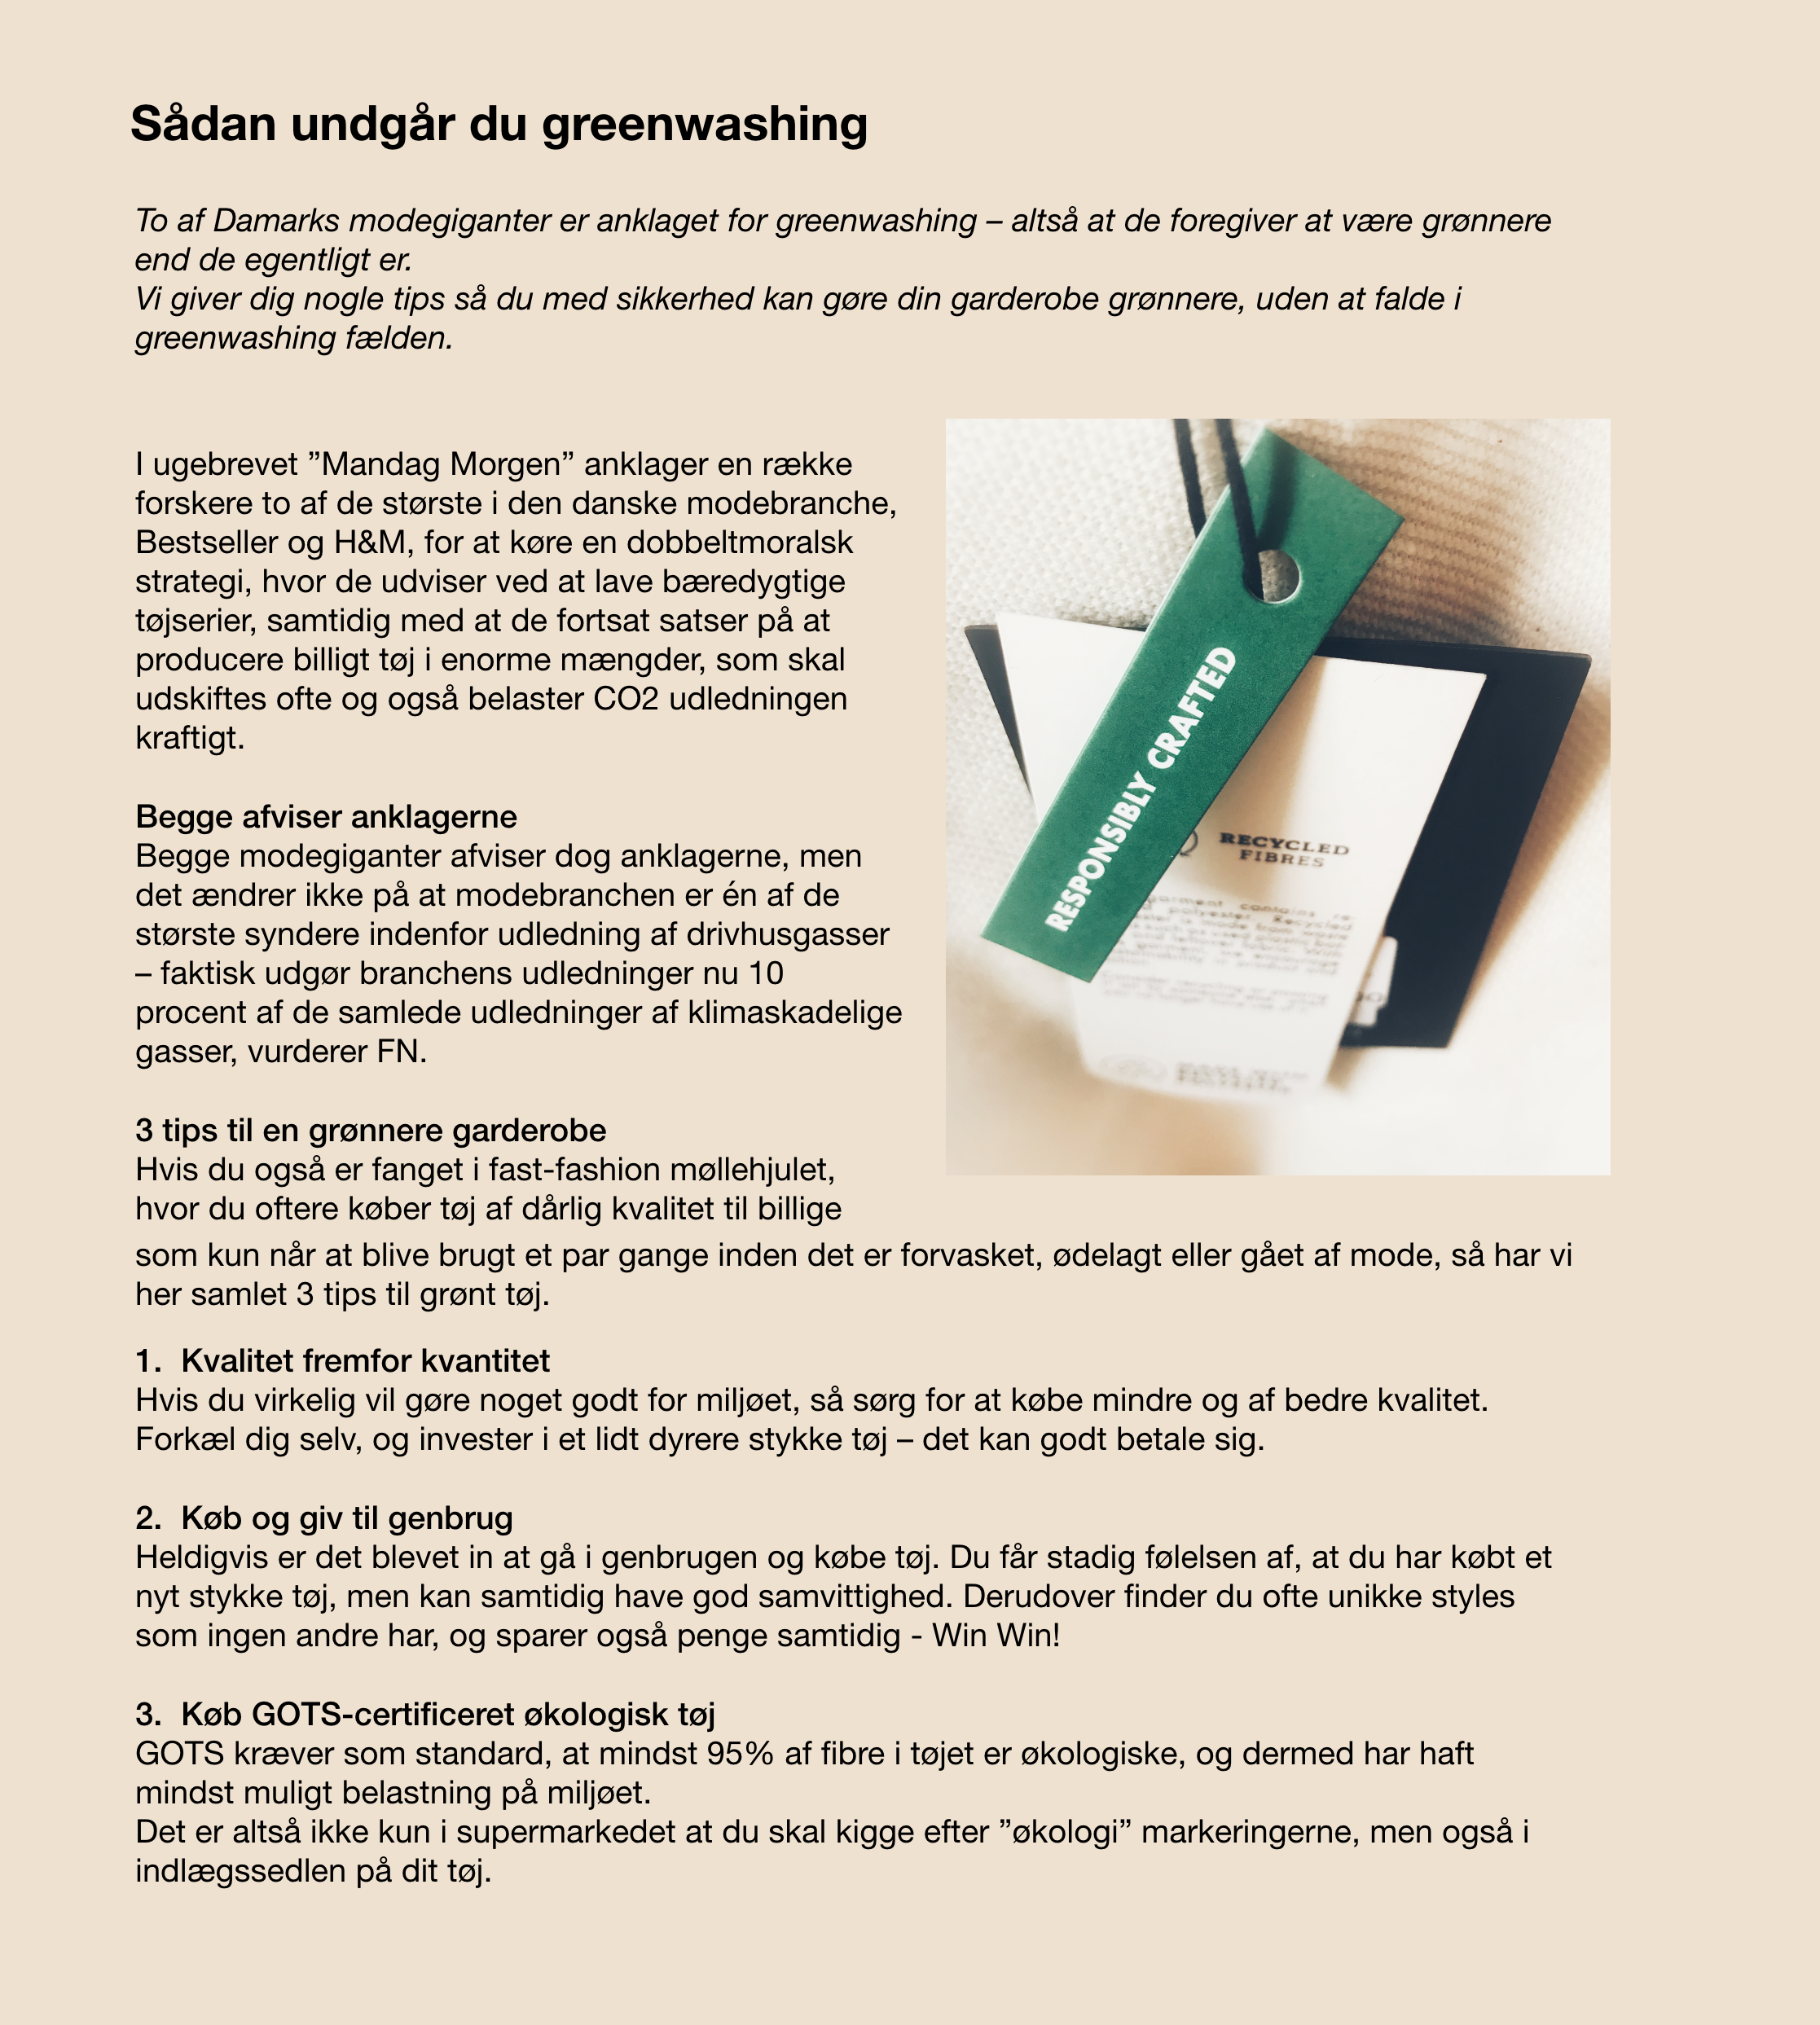 Sådan undgår du greenwashing
To af Damarks modegiganter er anklaget for greenwashing – altså at de foregiver at være grønnere
end de egentligt er.
Vi giver dig nogle tips så du med sikkerhed kan gøre din garderobe grønnere, uden at falde i
greenwashing fælden.
I ugebrevet ”Mandag Morgen” anklager en række
forskere to af de største i den danske modebranche,
Bestseller og H&M, for at køre en dobbeltmoralsk
strategi, hvor de udviser ved at lave bæredygtige
tøjserier, samtidig med at de fortsat satser på at
producere billigt tøj i enorme mængder, som skal
udskiftes ofte og også belaster CO2 udledningen
kraftigt.
Begge afviser anklagerne
Begge modegiganter afviser dog anklagerne, men
det ændrer ikke på at modebranchen er én af de
største syndere indenfor udledning af drivhusgasser
– faktisk udgør branchens udledninger nu 10
procent af de samlede udledninger af klimaskadelige
gasser, vurderer FN.
3 tips til en grønnere garderobe
Hvis du også er fanget i fast-fashion møllehjulet,
hvor du oftere køber tøj af dårlig kvalitet til billige
som kun når at blive brugt et par gange inden det er forvasket, ødelagt eller gået af mode, så har vi
her samlet 3 tips til grønt tøj.
RESPONSIBLY CRAFTED
RECYCLED
FIBRES
1. Kvalitet fremfor kvantitet
Hvis du virkelig vil gøre noget godt for miljøet, så sørg for at købe mindre og af bedre kvalitet.
Forkæl dig selv, og invester i et lidt dyrere stykke tøj – det kan godt betale sig.
2. Køb og giv til genbrug
Heldigvis er det blevet in at gå i genbrugen og købe tøj. Du får stadig følelsen af, at du har købt et
nyt stykke tøj, men kan samtidig have god samvittighed. Derudover finder du ofte unikke styles
som ingen andre har, og sparer også penge samtidig - Win Win!
3. Køb GOTS-certificeret økologisk tøj
GOTS kræver som standard, at mindst 95% af fibre i tøjet er økologiske, og dermed har haft
mindst muligt belastning på miljøet.
Det er altså ikke kun i supermarkedet at du skal kigge efter ”økologi” markeringerne, men også i
indlægssedlen på dit tøj.